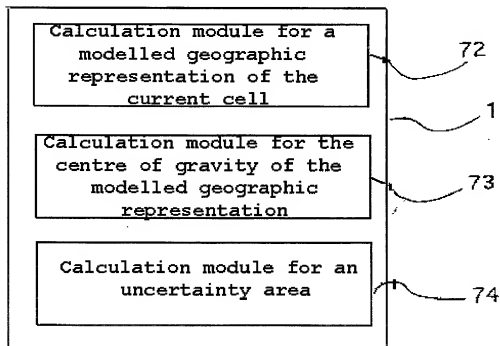 Calculation module for a
modelled geographic
representation of the
current cell
72
1
Calculation module for the
centre of gravity of the
modelled geographic
representation
73
Calculation module for an
uncertainty area
74